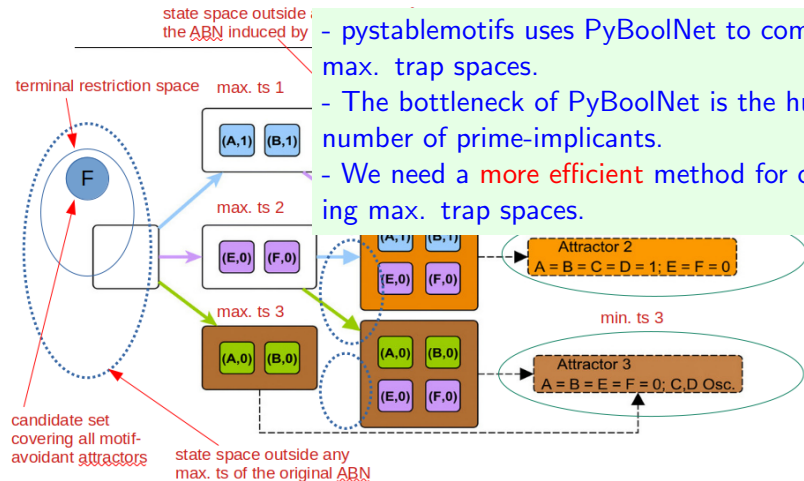 state space outside a
the ABN induced by
- pystablemotifs uses PyBoolNet to com
max. trap spaces.
- The bottleneck of PyBoolNet is the hu
number of prime-implicants.
- We need a more efficient method for c
ing max. trap spaces.
terminal restriction space
F
max. ts 1
(A,1) (B,1)
max. ts 2
(E,0) (F,0)
max. ts 3
(A,0) (B,0)
(A,1) (B,1)
(E,0) (F,0)
Attractor 2
A = B = C = D = 1; E = F = 0
min. ts 3
(A,0) (B,0)
(E,0) (F,0)
Attractor 3
A = B = E = F = 0; C,D Osc.
candidate set
covering all motif-
avoidant attractors
state space outside any
max. ts of the original ABN